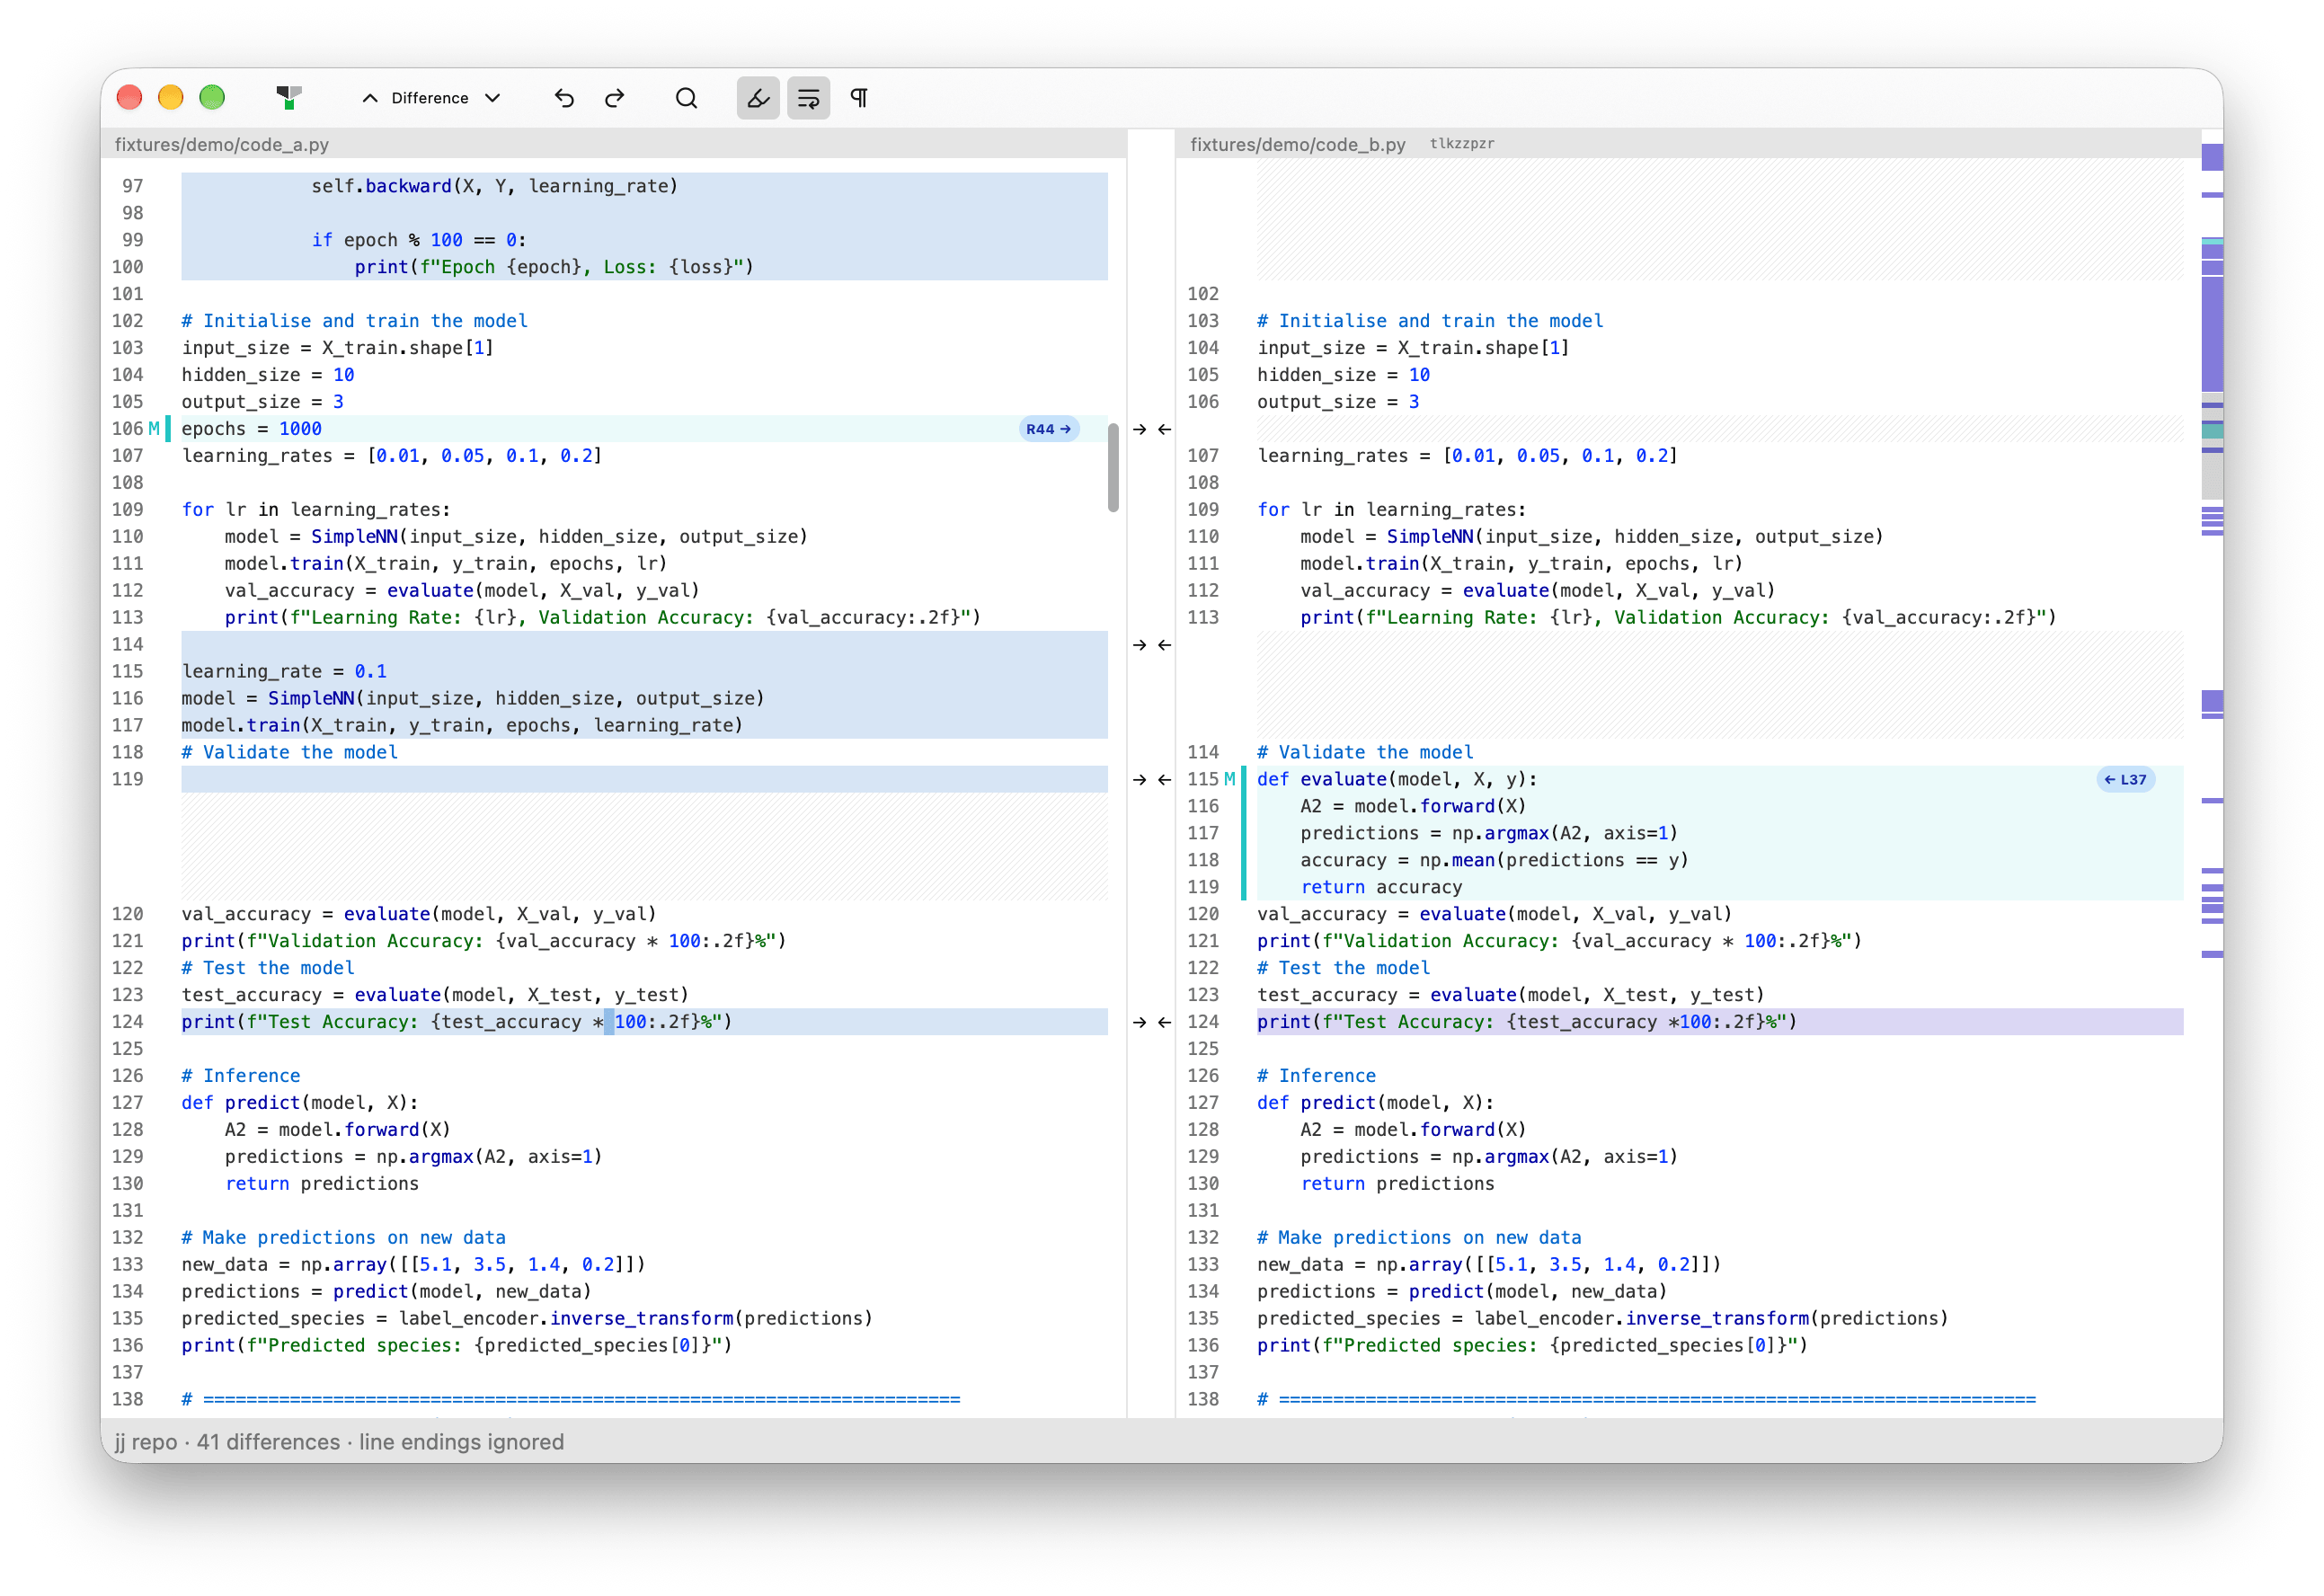 Difference
fixtures/demo/code_a.py
97 self.backward(X, Y, learning_rate)
98
99 if epoch % 100 == 0:
100 print(f"Epoch {epoch}, Loss: {loss}")
101
102 # Initialise and train the model
103 input_size = X_train.shape[1]
104 hidden_size = 10
105 output_size = 3
106 M epochs = 1000 R44 →
107 learning_rates = [0.01, 0.05, 0.1, 0.2]
108
109 for lr in learning_rates:
110 model = SimpleNN(input_size, hidden_size, output_size)
111 model.train(X_train, y_train, epochs, lr)
112 val_accuracy = evaluate(model, X_val, y_val)
113 print(f"Learning Rate: {lr}, Validation Accuracy: {val_accuracy:.2f}")
114
115 learning_rate = 0.1
116 model = SimpleNN(input_size, hidden_size, output_size)
117 model.train(X_train, y_train, epochs, learning_rate)
118 # Validate the model
119
120 val_accuracy = evaluate(model, X_val, y_val)
121 print(f"Validation Accuracy: {val_accuracy * 100:.2f}%")
122 # Test the model
123 test_accuracy = evaluate(model, X_test, y_test)
124 print(f"Test Accuracy: {test_accuracy * 100:.2f}%")
125
126 # Inference
127 def predict(model, X):
128 A2 = model.forward(X)
129 predictions = np.argmax(A2, axis=1)
130 return predictions
131
132 # Make predictions on new data
133 new_data = np.array([[5.1, 3.5, 1.4, 0.2]])
134 predictions = predict(model, new_data)
135 predicted_species = label_encoder.inverse_transform(predictions)
136 print(f"Predicted species: {predicted_species[0]}")
137
138 # ======================================================================
fixtures/demo/code_b.py tlkzzpzr
102
103 # Initialise and train the model
104 input_size = X_train.shape[1]
105 hidden_size = 10
106 output_size = 3
107 learning_rates = [0.01, 0.05, 0.1, 0.2]
108
109 for lr in learning_rates:
110 model = SimpleNN(input_size, hidden_size, output_size)
111 model.train(X_train, y_train, epochs, lr)
112 val_accuracy = evaluate(model, X_val, y_val)
113 print(f"Learning Rate: {lr}, Validation Accuracy: {val_accuracy:.2f}")
114 # Validate the model
115 M def evaluate(model, X, y): ← L37
116 A2 = model.forward(X)
117 predictions = np.argmax(A2, axis=1)
118 accuracy = np.mean(predictions == y)
119 return accuracy
120 val_accuracy = evaluate(model, X_val, y_val)
121 print(f"Validation Accuracy: {val_accuracy * 100:.2f}%")
122 # Test the model
123 test_accuracy = evaluate(model, X_test, y_test)
124 print(f"Test Accuracy: {test_accuracy *100:.2f}%")
125
126 # Inference
127 def predict(model, X):
128 A2 = model.forward(X)
129 predictions = np.argmax(A2, axis=1)
130 return predictions
131
132 # Make predictions on new data
133 new_data = np.array([[5.1, 3.5, 1.4, 0.2]])
134 predictions = predict(model, new_data)
135 predicted_species = label_encoder.inverse_transform(predictions)
136 print(f"Predicted species: {predicted_species[0]}")
137
138 # ======================================================================
jj repo · 41 differences · line endings ignored